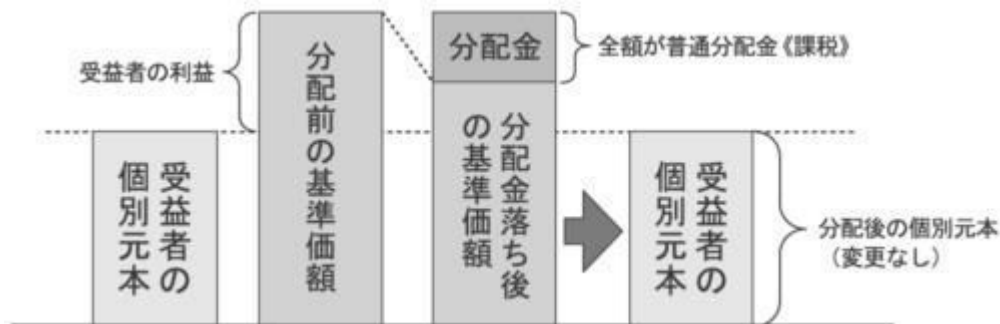 受益者の利益
分配前の基準価額
分配金
全額が普通分配金《課税》
受益者の
個別元本
分配金落ち後
の基準価額
受益者の
個別元本
分配後の個別元本
（変更なし）